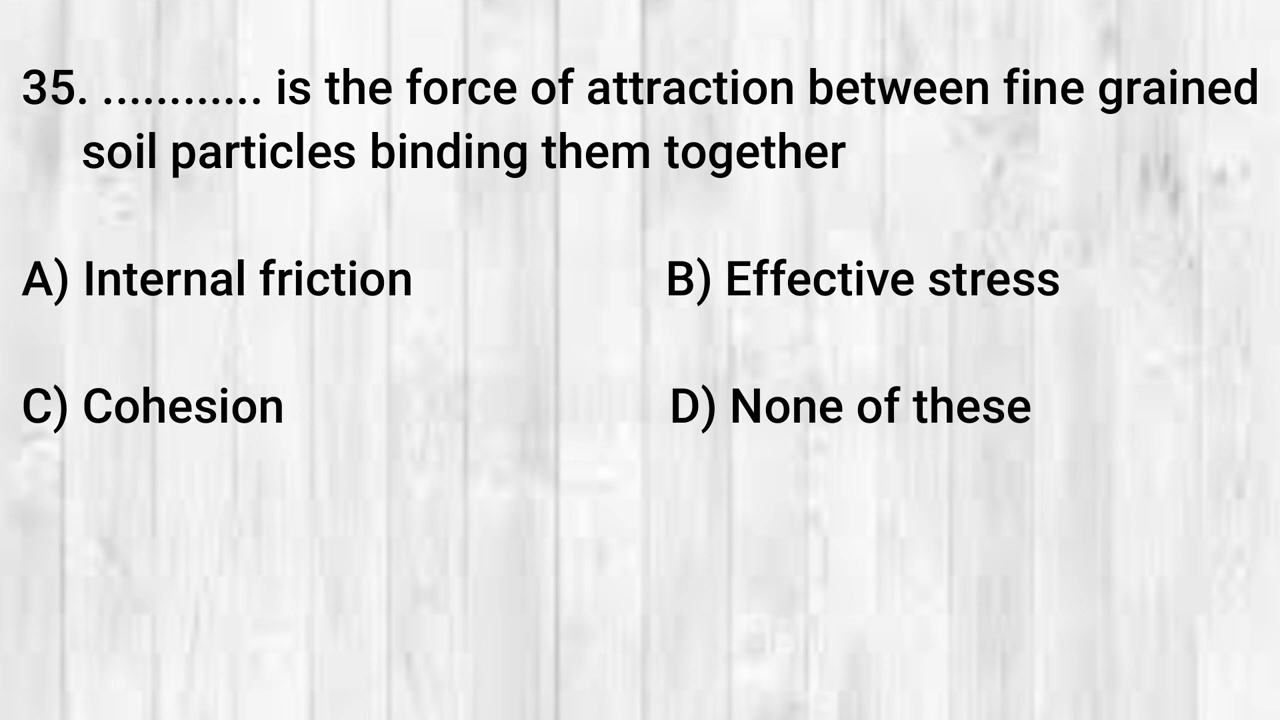 35. ............ is the force of attraction between fine grained
soil particles binding them together
A) Internal friction B) Effective stress
C) Cohesion D) None of these